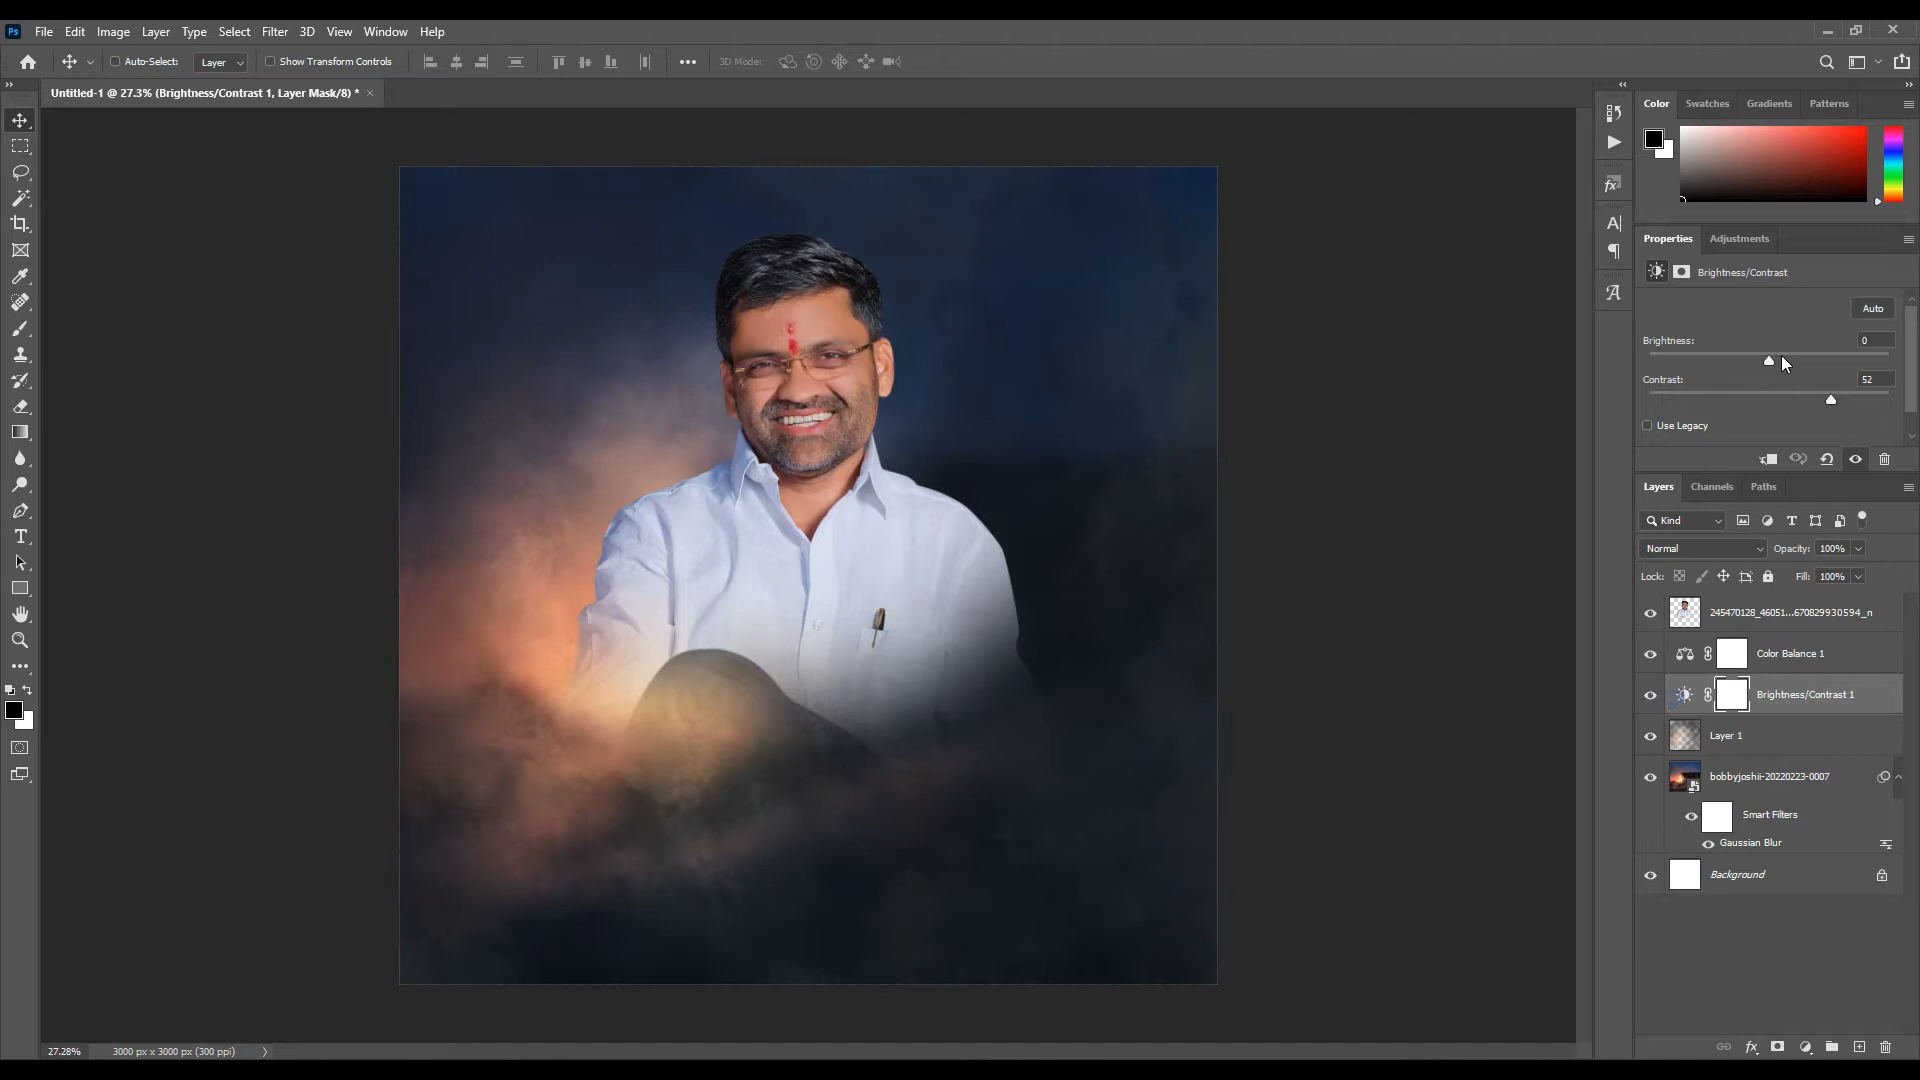 Ps File Edit Image Layer Type Select Filter 3D View Window Help
Auto-Select: Layer Show Transform Controls 3D Mode:
Untitled-1 @ 27.3% (Brightness/Contrast 1, Layer Mask/8) * ×
Color Swatches Gradients Patterns
Properties Adjustments
Brightness/Contrast
Auto
Brightness: 0
Contrast: 52
Use Legacy
Layers Channels Paths
Kind
Normal Opacity: 100%
Lock: Fill: 100%
245470128_46051...670829930594_n
Color Balance 1
Brightness/Contrast 1
Layer 1
bobbyjoshii-20220223-0007
Smart Filters
Gaussian Blur
Background
27.28% 3000 px x 3000 px (300 ppi)